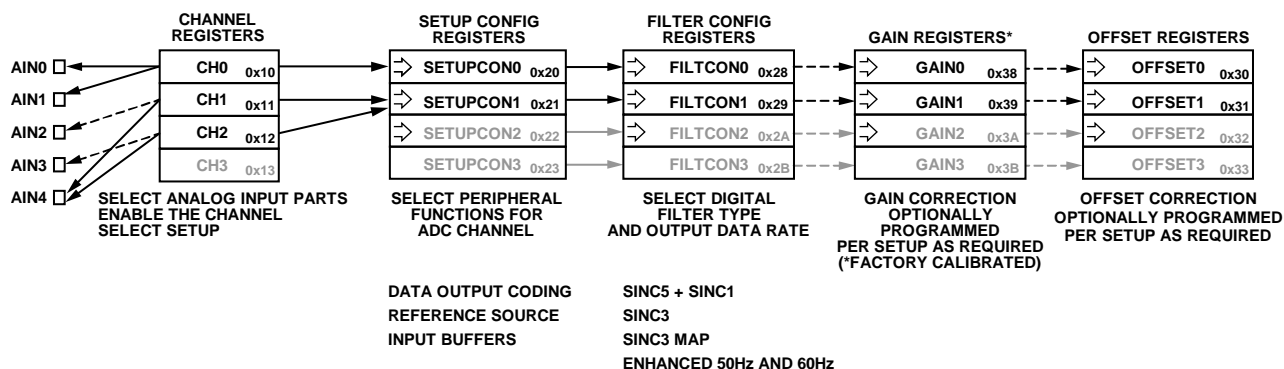 CHANNEL
REGISTERS
SETUP CONFIG
REGISTERS
FILTER CONFIG
REGISTERS
GAIN REGISTERS*
OFFSET REGISTERS
AIN0
CH0 0x10
SETUPCON0 0x20
FILTCON0 0x28
GAIN0 0x38
OFFSET0 0x30
AIN1
CH1 0x11
SETUPCON1 0x21
FILTCON1 0x29
GAIN1 0x39
OFFSET1 0x31
AIN2
CH2 0x12
SETUPCON2 0x22
FILTCON2 0x2A
GAIN2 0x3A
OFFSET2 0x32
AIN3
CH3 0x13
SETUPCON3 0x23
FILTCON3 0x2B
GAIN3 0x3B
OFFSET3 0x33
AIN4
SELECT ANALOG INPUT PARTS
ENABLE THE CHANNEL
SELECT SETUP
SELECT PERIPHERAL
FUNCTIONS FOR
ADC CHANNEL
SELECT DIGITAL
FILTER TYPE
AND OUTPUT DATA RATE
GAIN CORRECTION
OPTIONALLY
PROGRAMMED
PER SETUP AS REQUIRED
(*FACTORY CALIBRATED)
OFFSET CORRECTION
OPTIONALLY PROGRAMMED
PER SETUP AS REQUIRED
DATA OUTPUT CODING
REFERENCE SOURCE
INPUT BUFFERS
SINC5 + SINC1
SINC3
SINC3 MAP
ENHANCED 50Hz AND 60Hz